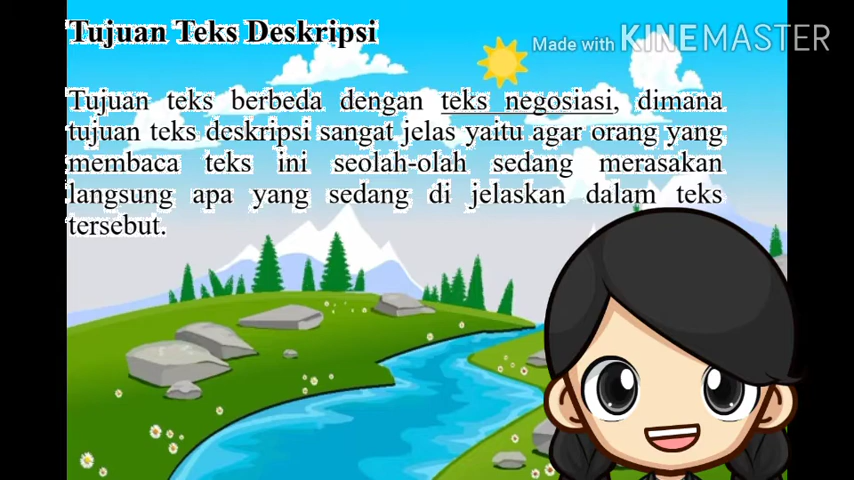 Tujuan Teks Deskripsi
Made with KINEMASTER
Tujuan teks berbeda dengan teks negosiasi, dimana
tujuan teks deskripsi sangat jelas yaitu agar orang yang
membaca teks ini seolah-olah sedang merasakan
langsung apa yang sedang di jelaskan dalam teks
tersebut.